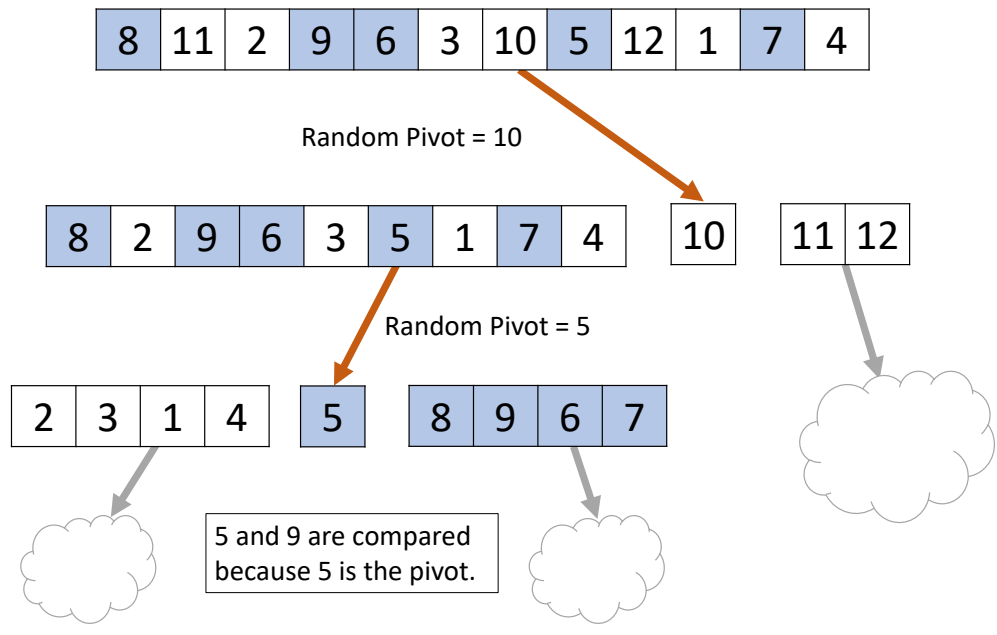 8 11 2 9 6 3 10 5 12 1 7 4
Random Pivot = 10
8 2 9 6 3 5 1 7 4 10 11 12
Random Pivot = 5
2 3 1 4 5 8 9 6 7
5 and 9 are compared
because 5 is the pivot.